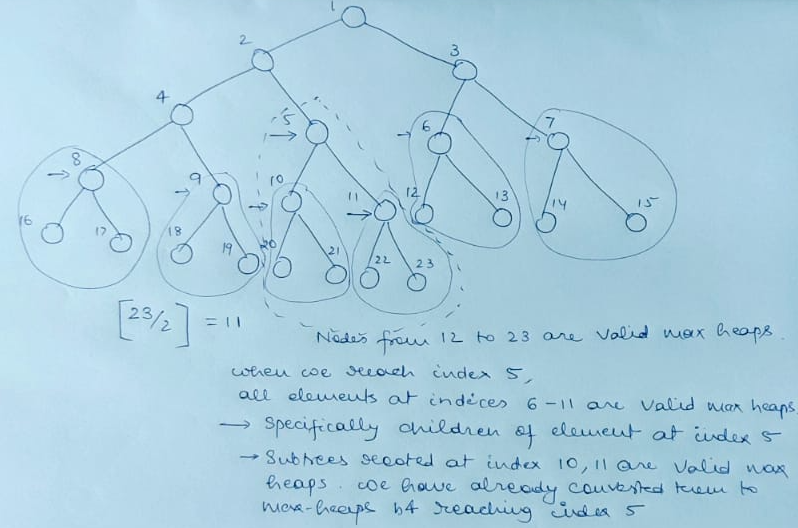 1
2
3
4
5
6
7
8
9
10
11
12
13
14
15
16
17
18
19
20
21
22
23
[23/2] = 11
Nodes from 12 to 23 are valid max heaps.
when we reach index 5,
all elements at indices 6-11 are valid max heaps
→ Specifically children of element at index 5
→ Subtrees rooted at index 10, 11 are valid max
heaps. we have already converted them to
max-heaps b4 reaching index 5